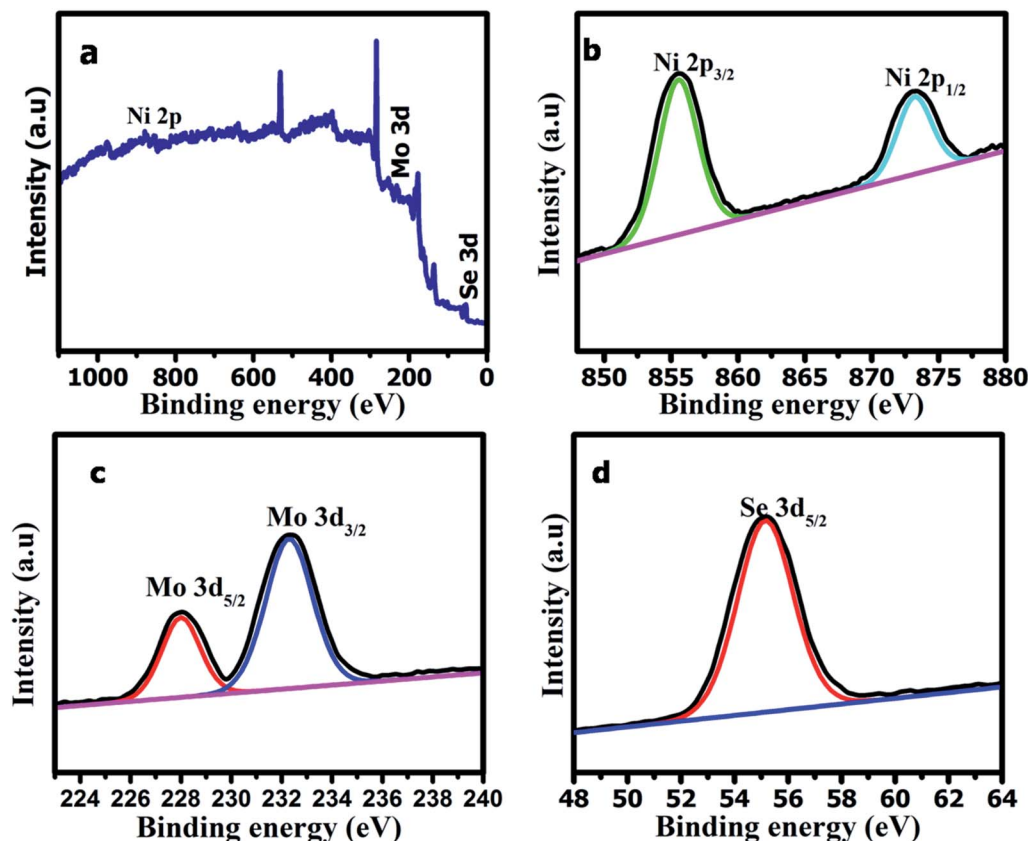 a
Ni 2p
Mo 3d
Se 3d
Intensity (a.u)
1000 800 600 400 200 0
Binding energy (eV)
b
Ni 2p3/2
Ni 2p1/2
Intensity (a.u)
850 855 860 865 870 875 880
Binding energy (eV)
c
Mo 3d5/2
Mo 3d3/2
Intensity (a.u)
224 226 228 230 232 234 236 238 240
Binding energy (eV)
d
Se 3d5/2
Intensity (a.u)
48 50 52 54 56 58 60 62 64
Binding energy (eV)